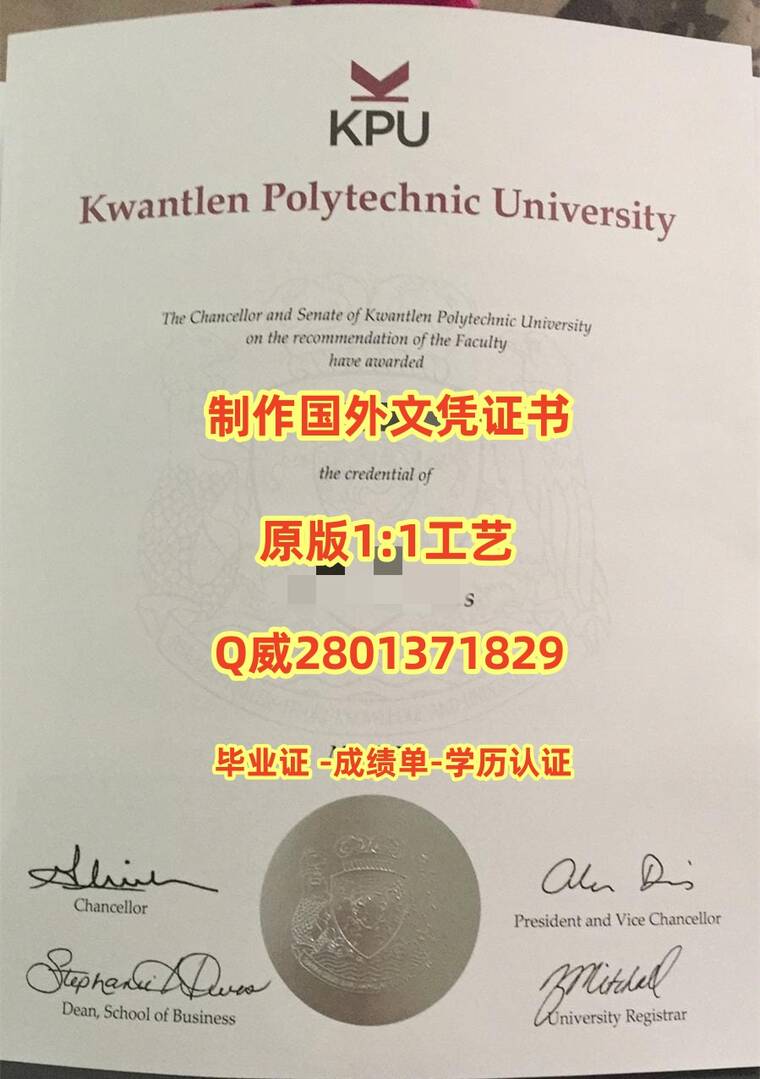 KPU
Kwantlen Polytechnic University
The Chancellor and Senate of Kwantlen Polytechnic University
on the recommendation of the Faculty
have awarded
制作国外文凭证书
the credential of
原版1:1工艺
s
Q威2801371829
毕业证 -成绩单-学历认证
Chancellor
President and Vice Chancellor
Dean, School of Business
University Registrar